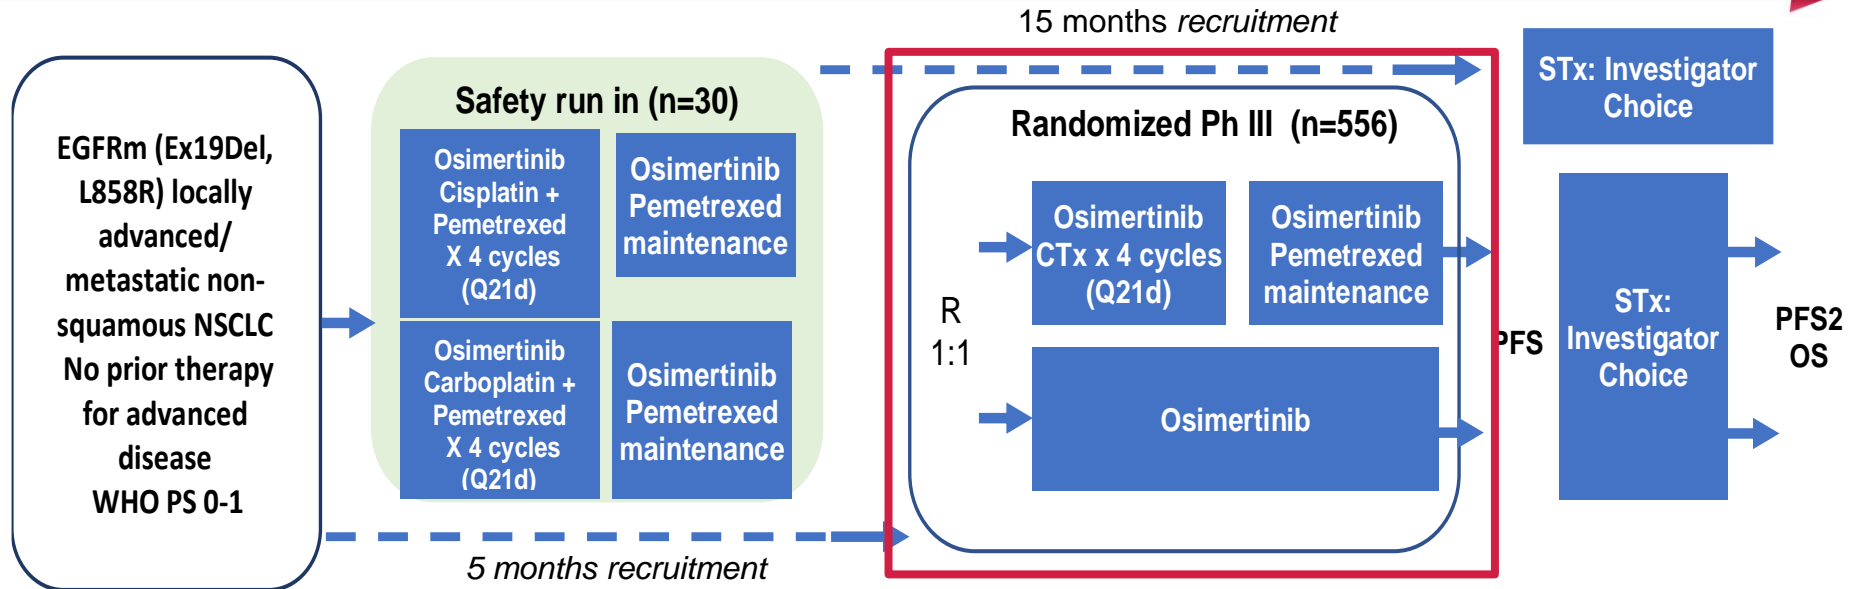 15 months recruitment
EGFRm (Ex19Del,
L858R) locally
advanced/
metastatic non-
squamous NSCLC
No prior therapy
for advanced
disease
WHO PS 0-1
Safety run in (n=30)
Osimertinib
Cisplatin +
Pemetrexed
X 4 cycles
(Q21d)
Osimertinib
Pemetrexed
maintenance
Osimertinib
Carboplatin +
Pemetrexed
X 4 cycles
(Q21d)
Osimertinib
Pemetrexed
maintenance
5 months recruitment
Randomized Ph III (n=556)
R
1:1
Osimertinib
CTx x 4 cycles
(Q21d)
Osimertinib
Pemetrexed
maintenance
Osimertinib
PFS
STx: Investigator
Choice
STx:
Investigator
Choice
PFS2
OS